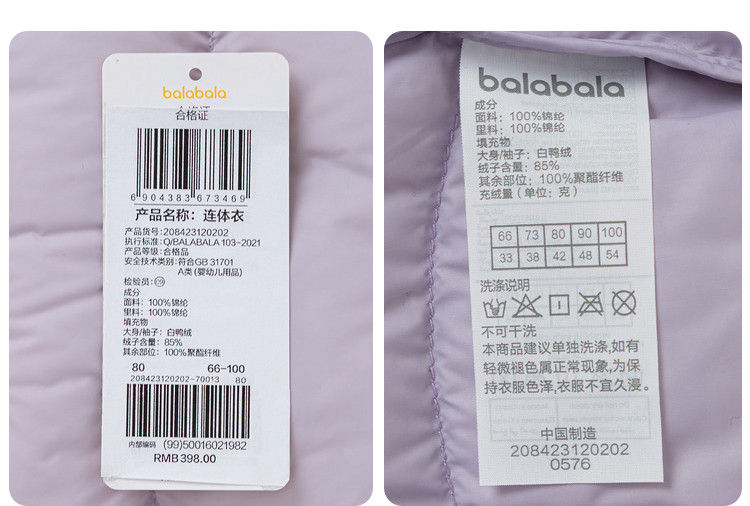 balabala
合格证
6 904383 673469
产品名称：连体衣
产品货号:208423120202
执行标准:Q/BALABALA 103-2021
产品等级:合格品
安全技术类别:符合GB 31701
A类 (婴幼儿用品)
检验员:
成分
面料：100%锦纶
里料：100%锦纶
填充物
大身/袖子：白鸭绒
绒子含量：85%
其余部位：100%聚酯纤维
80 66-100
208423120202-70013 80
内部编码 (99)50016021982
RMB 398.00
balabala
成分
面料：100%锦纶
里料：100%锦纶
填充物
大身/袖子：白鸭绒
绒子含量：85%
其余部位：100%聚酯纤维
充绒量（单位：克）
66 73 80 90 100
33 38 42 48 54
洗涤说明
不可干洗
本商品建议单独洗涤,如有
轻微褪色属正常现象,为保
持衣服色泽,衣服不宜久漫。
中国制造
208423120202
0576